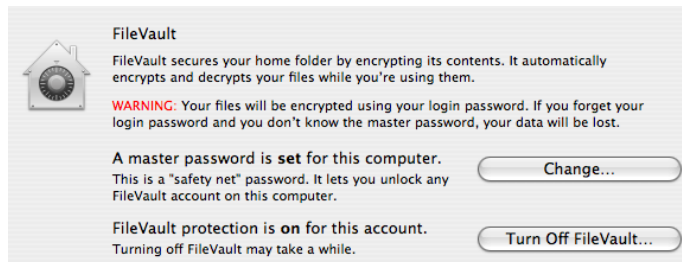 FileVault
FileVault secures your home folder by encrypting its contents. It automatically
encrypts and decrypts your files while you're using them.
WARNING: Your files will be encrypted using your login password. If you forget your
login password and you don't know the master password, your data will be lost.
A master password is set for this computer.
This is a "safety net" password. It lets you unlock any
FileVault account on this computer.
Change...
FileVault protection is on for this account.
Turning off FileVault may take a while.
Turn Off FileVault...